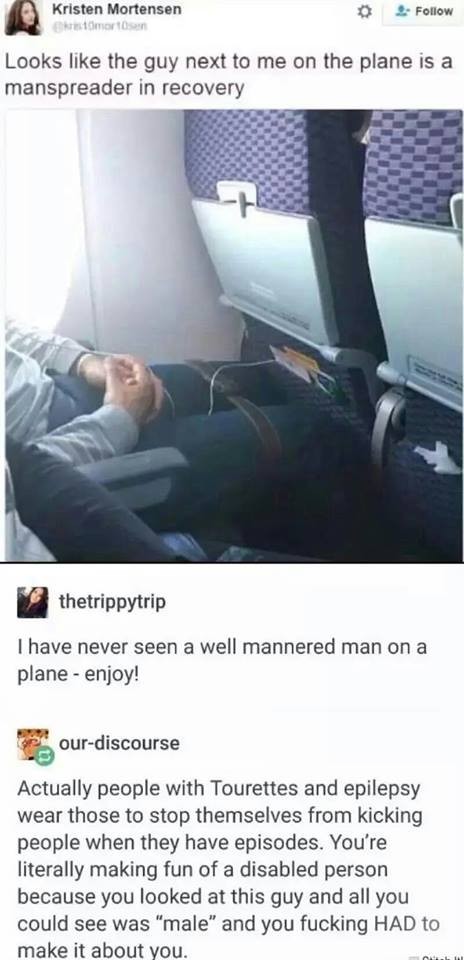 Kristen Mortensen
@kris10mor10sen
Follow
Looks like the guy next to me on the plane is a
manspreader in recovery
thetrippytrip
I have never seen a well mannered man on a
plane - enjoy!
our-discourse
Actually people with Tourettes and epilepsy
wear those to stop themselves from kicking
people when they have episodes. You're
literally making fun of a disabled person
because you looked at this guy and all you
could see was "male" and you fucking HAD to
make it about you.